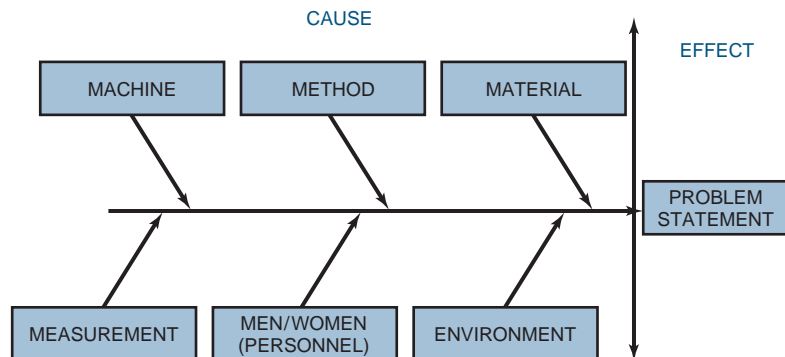 CAUSE
EFFECT
MACHINE
METHOD
MATERIAL
PROBLEM
STATEMENT
MEASUREMENT
MEN/WOMEN
(PERSONNEL)
ENVIRONMENT